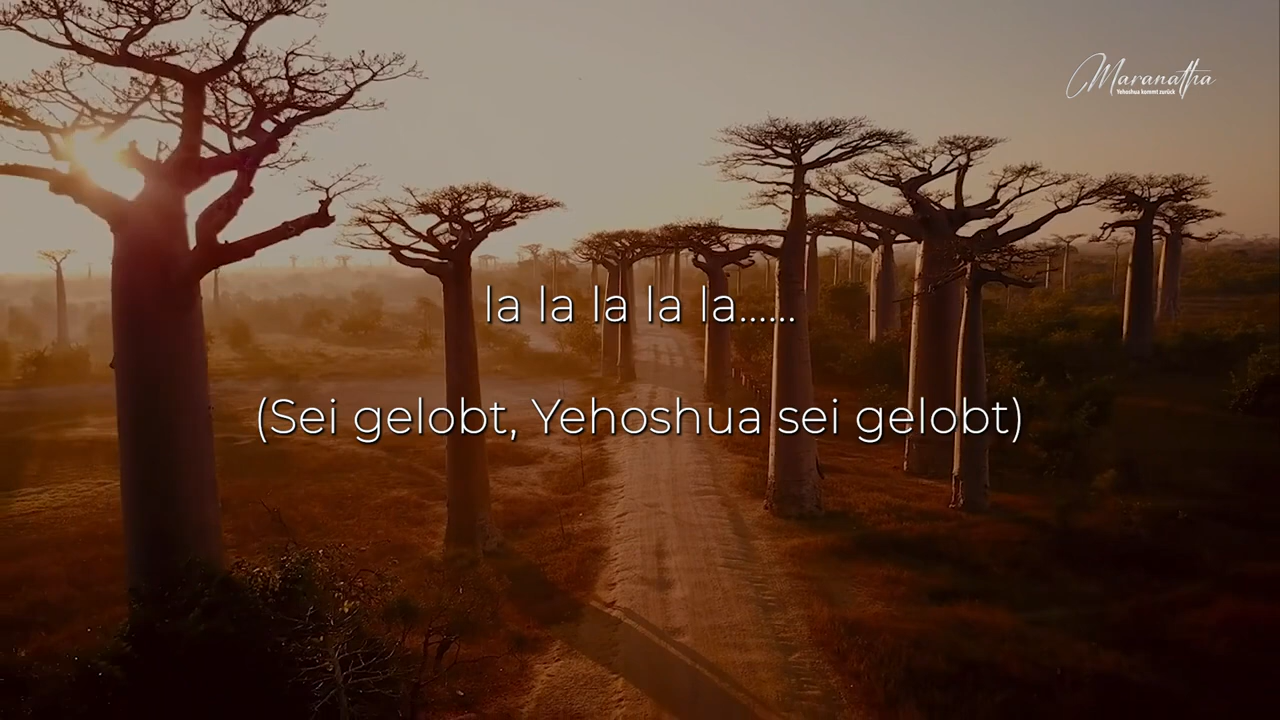 Maranatha
Yehoshua kommt zurück
la la la la la......
(Sei gelobt, Yehoshua sei gelobt)